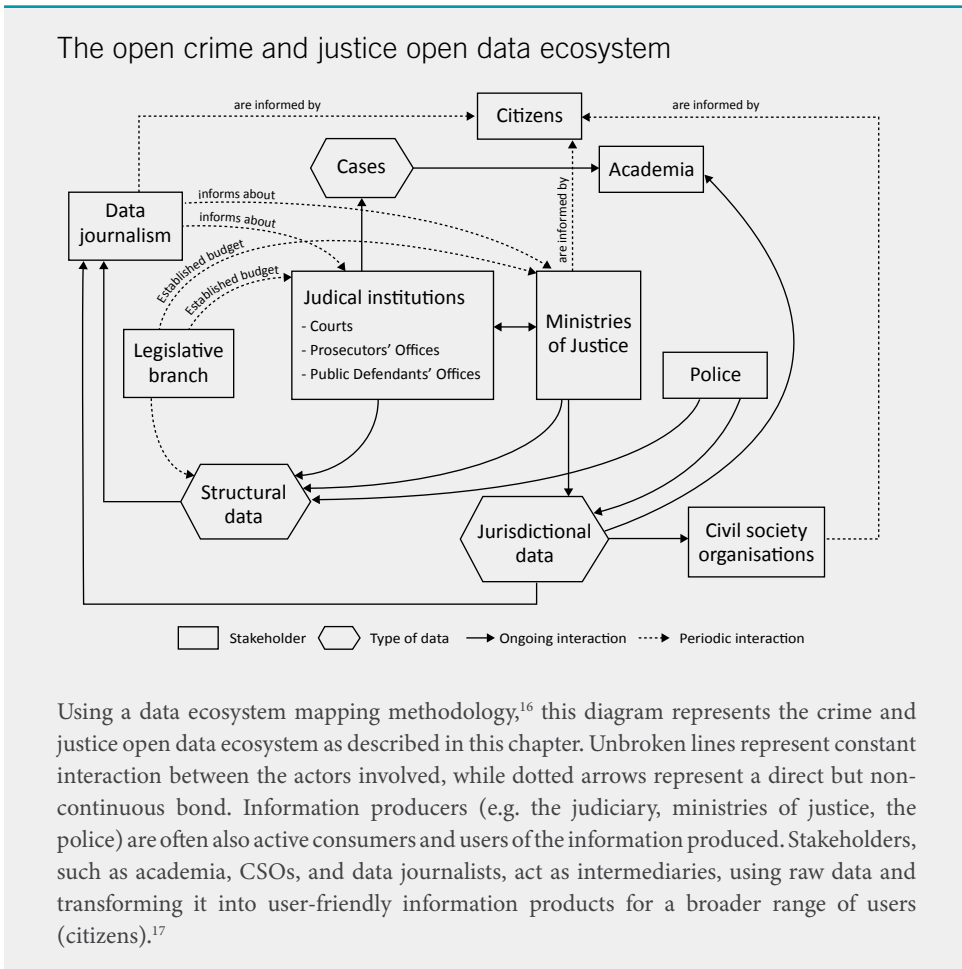 The open crime and justice open data ecosystem
are informed by
are informed by
Citizens
Cases
Academia
are informed by
informs about
informs about
Data
journalism
Established budget
Established budget
Judical institutions
- Courts
- Prosecutors’ Offices
- Public Defendants’ Offices
Ministries
of Justice
Legislative
branch
Police
Structural
data
Jurisdictional
data
Civil society
organisations
Stakeholder
Type of data
Ongoing interaction
Periodic interaction
Using a data ecosystem mapping methodology,16 this diagram represents the crime and
justice open data ecosystem as described in this chapter. Unbroken lines represent constant
interaction between the actors involved, while dotted arrows represent a direct but non-
continuous bond. Information producers (e.g. the judiciary, ministries of justice, the
police) are often also active consumers and users of the information produced. Stakeholders,
such as academia, CSOs, and data journalists, act as intermediaries, using raw data and
transforming it into user-friendly information products for a broader range of users
(citizens).17